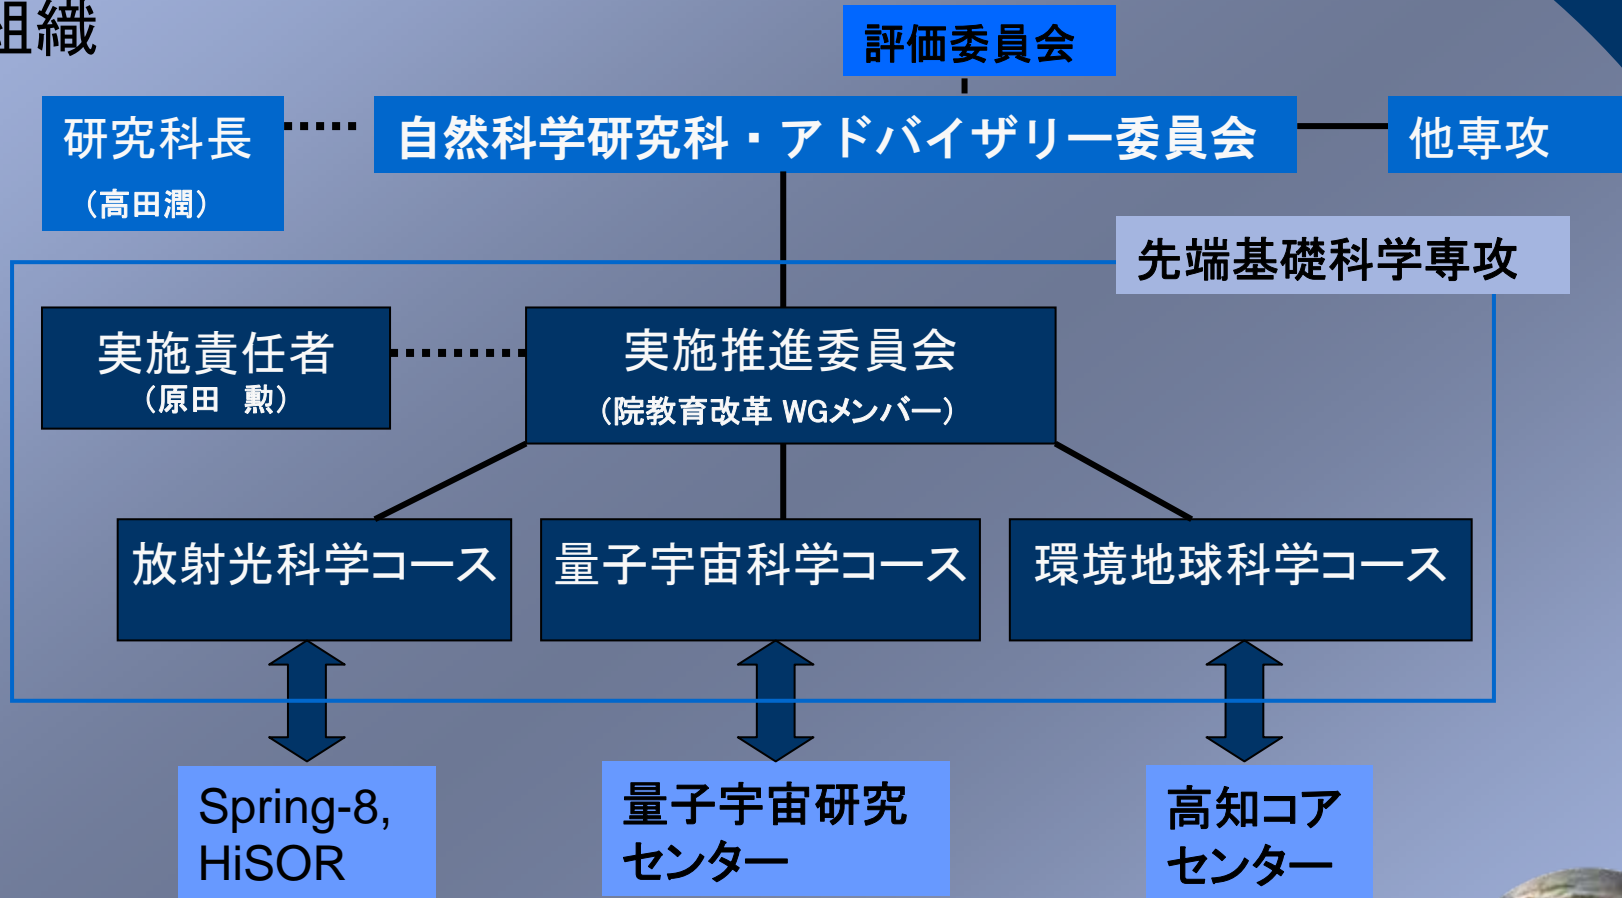 組織
評価委員会
研究科長
（高田潤）
自然科学研究科・アドバイザリー委員会
他専攻
先端基礎科学専攻
実施責任者
（原田　勲）
実施推進委員会
（院教育改革 WGメンバー）
放射光科学コース
量子宇宙科学コース
環境地球科学コース
Spring-8,
HiSOR
量子宇宙研究
センター
高知コア
センター